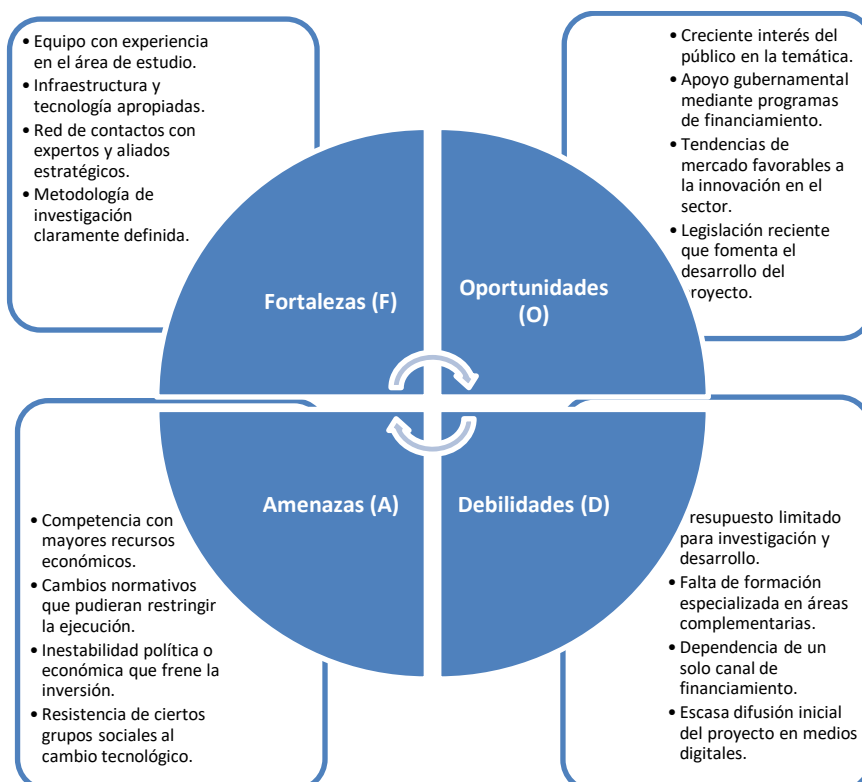 • Equipo con experiencia
en el área de estudio.
• Infraestructura y
tecnología apropiadas.
• Red de contactos con
expertos y aliados
estratégicos.
• Metodología de
investigación
claramente definida.
• Creciente interés del
público en la temática.
• Apoyo gubernamental
mediante programas
de financiamiento.
• Tendencias de
mercado favorables a
la innovación en el
sector.
• Legislación reciente
que fomenta el
desarrollo del
royecto.
Fortalezas (F)
Oportunidades
(O)
Amenazas (A)
Debilidades (D)
• Competencia con
mayores recursos
económicos.
• Cambios normativos
que pudieran restringir
la ejecución.
• Inestabilidad política o
económica que frene la
inversión.
• Resistencia de ciertos
grupos sociales al
cambio tecnológico.
resupuesto limitado
para investigación y
desarrollo.
• Falta de formación
especializada en áreas
complementarias.
• Dependencia de un
solo canal de
financiamiento.
• Escasa difusión inicial
del proyecto en medios
digitales.